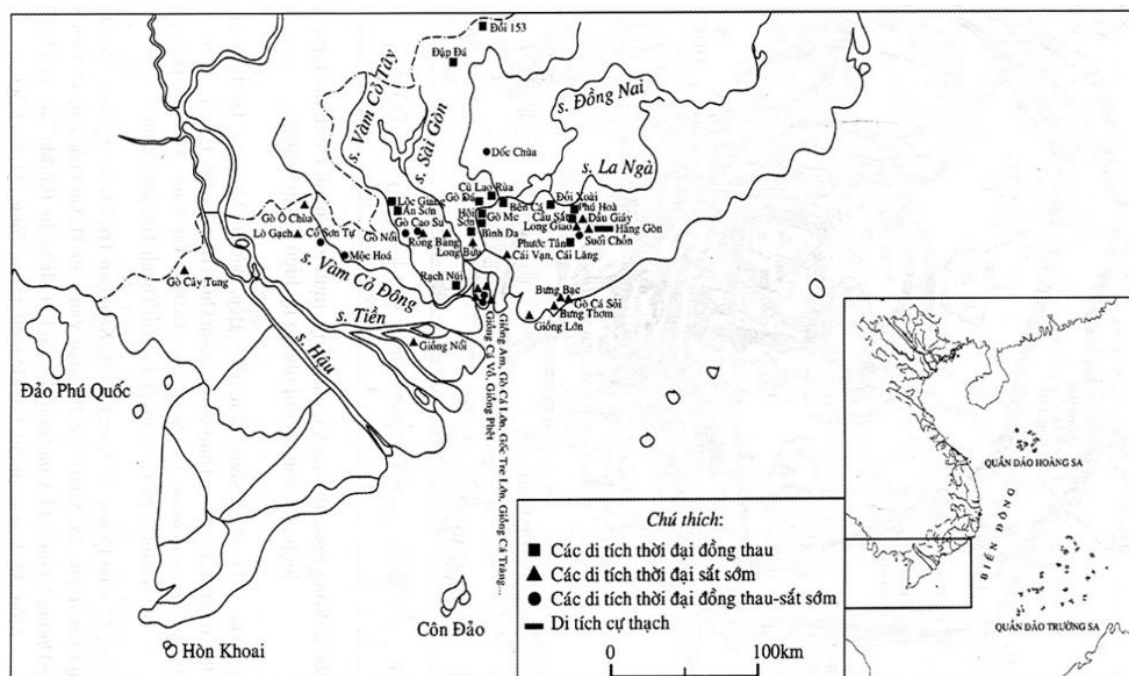 Đồi 153
Đập Đá
s. Vàm Cỏ Tây
s. Sài Gòn
s. Đồng Nai
Dốc Chùa
s. La Ngà
Cù Lao Rùa
Lộc Giang
Gò Đá
Bến Cá
Đồi Xoài
Phú Hoà
Gò Ô Chùa
An Sơn
Hội Sơn
Gò Me
Cầu Sắt
Dầu Giây
Lò Gạch
Cổ Sơn Tự
Gò Cao Su
Long Giao
Hàng Gòn
Gò Nổi
Rỏng Bàng
Bình Đa
Suối Chồn
Long Bửu
Phước Tân
Mộc Hoá
Cái Vạn, Cái Lăng
Gò Cây Tung
s. Vàm Cỏ Đông
Rạch Núi
Bưng Bạc
Gò Cá Sỏi
Bưng Thơm
Giồng Lớn
s. Tiền
s. Hậu
Giồng Nổi
Giồng Cá Vồ, Giồng Phệt
Giồng Am, Gò Cá Lớn, Gốc Tre Lớn, Giồng Cá Trăng...
Đảo Phú Quốc
Côn Đảo
Hòn Khoai
Chú thích:
Các di tích thời đại đồng thau
Các di tích thời đại sắt sớm
Các di tích thời đại đồng thau-sắt sớm
Di tích cự thạch
0 100km
QUẦN ĐẢO HOÀNG SA
BIỂN ĐÔNG
QUẦN ĐẢO TRƯỜNG SA